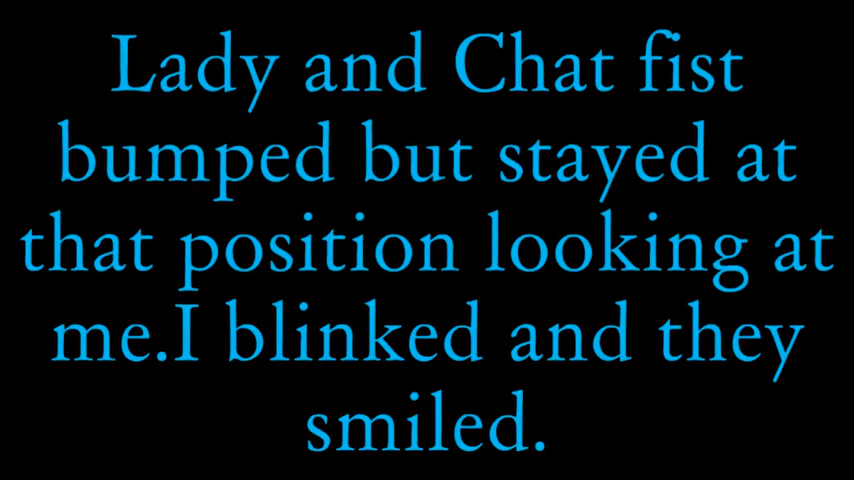 Lady and Chat fist
bumped but stayed at
that position looking at
me.I blinked and they
smiled.